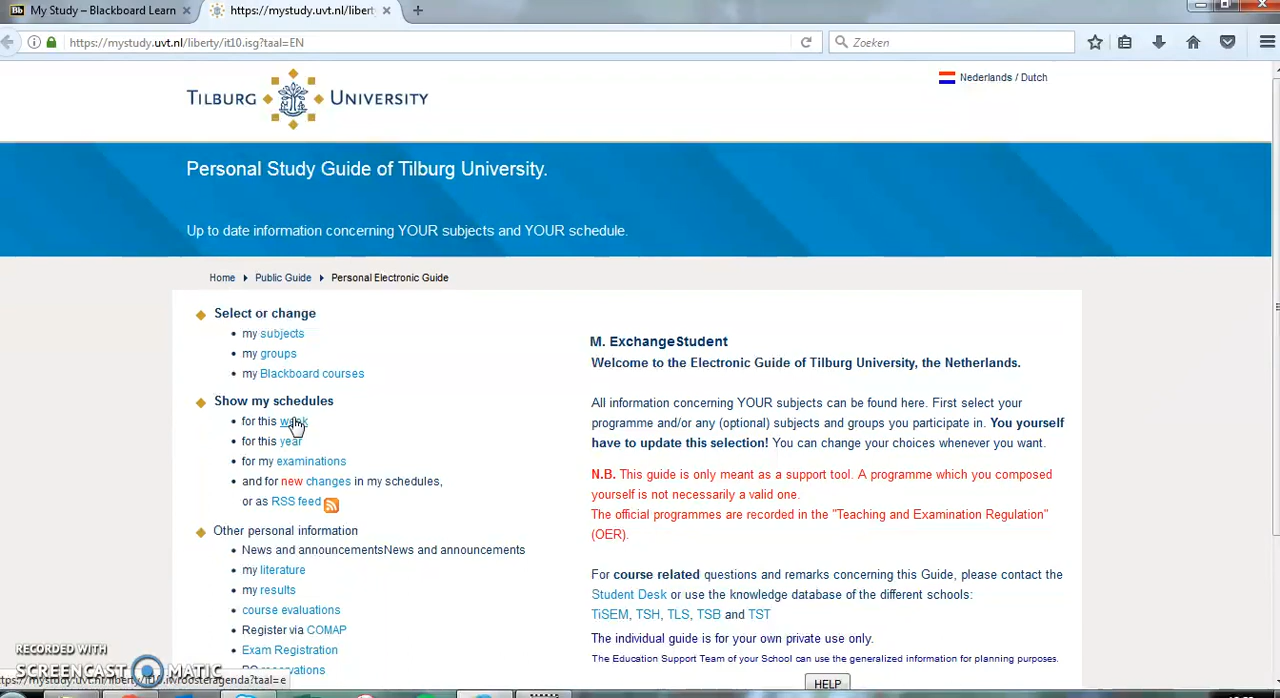 My Study – Blackboard Learn
https://mystudy.uvt.nl/libert
https://mystudy.uvt.nl/liberty/it10.isg?taal=EN
Zoeken
TILBURG UNIVERSITY
Nederlands / Dutch
Personal Study Guide of Tilburg University.
Up to date information concerning YOUR subjects and YOUR schedule.
Home Public Guide Personal Electronic Guide
Select or change
my subjects
my groups
my Blackboard courses
Show my schedules
for this week
for this year
for my examinations
and for new changes in my schedules,
or as RSS feed
Other personal information
News and announcementsNews and announcements
my literature
my results
course evaluations
Register via COMAP
Exam Registration
M. ExchangeStudent
Welcome to the Electronic Guide of Tilburg University, the Netherlands.
All information concerning YOUR subjects can be found here. First select your
programme and/or any (optional) subjects and groups you participate in. You yourself
have to update this selection! You can change your choices whenever you want.
N.B. This guide is only meant as a support tool. A programme which you composed
yourself is not necessarily a valid one.
The official programmes are recorded in the "Teaching and Examination Regulation"
(OER).
For course related questions and remarks concerning this Guide, please contact the
Student Desk or use the knowledge database of the different schools:
TiSEM, TSH, TLS, TSB and TST
The individual guide is for your own private use only.
The Education Support Team of your School can use the generalized information for planning purposes.
HELP
RECORDED WITH
SCREENCAST MATIC